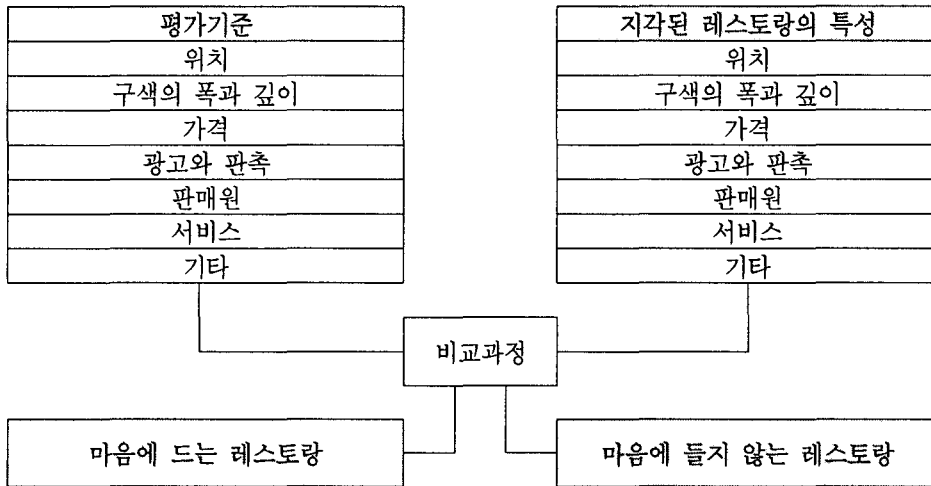 평가기준
위치
구색의 폭과 깊이
가격
광고와 판촉
판매원
서비스
기타
지각된 레스토랑의 특성
위치
구색의 폭과 깊이
가격
광고와 판촉
판매원
서비스
기타
비교과정
마음에 드는 레스토랑
마음에 들지 않는 레스토랑